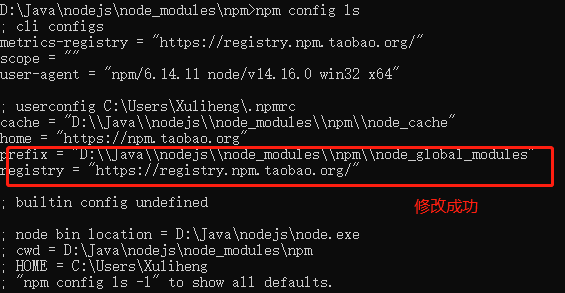 D:\Java\nodejs\node_modules\npm>npm config ls
; cli configs
metrics-registry = "https://registry.npm.taobao.org/"
scope = ""
user-agent = "npm/6.14.11 node/v14.16.0 win32 x64"
; userconfig C:\Users\Xuliheng\.npmrc
cache = "D:\\Java\\nodejs\\node_modules\\npm\\node_cache"
home = "https://npm.taobao.org"
prefix = "D:\\Java\\nodejs\\node_modules\\npm\\node_global_modules"
registry = "https://registry.npm.taobao.org/"
; builtin config undefined
修改成功
; node bin location = D:\Java\nodejs\node.exe
; cwd = D:\Java\nodejs\node_modules\npm
; HOME = C:\Users\Xuliheng
; "npm config ls -l" to show all defaults.